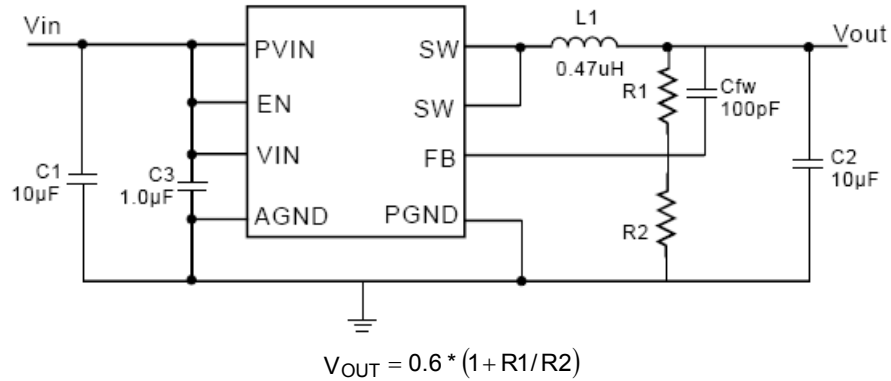 Vin
PVIN
EN
VIN
AGND
SW
SW
FB
PGND
L1
0.47uH
Vout
R1
Cfw
100pF
R2
C1
10µF
C3
1.0µF
C2
10µF
V_OUT = 0.6 * (1 + R1/R2)